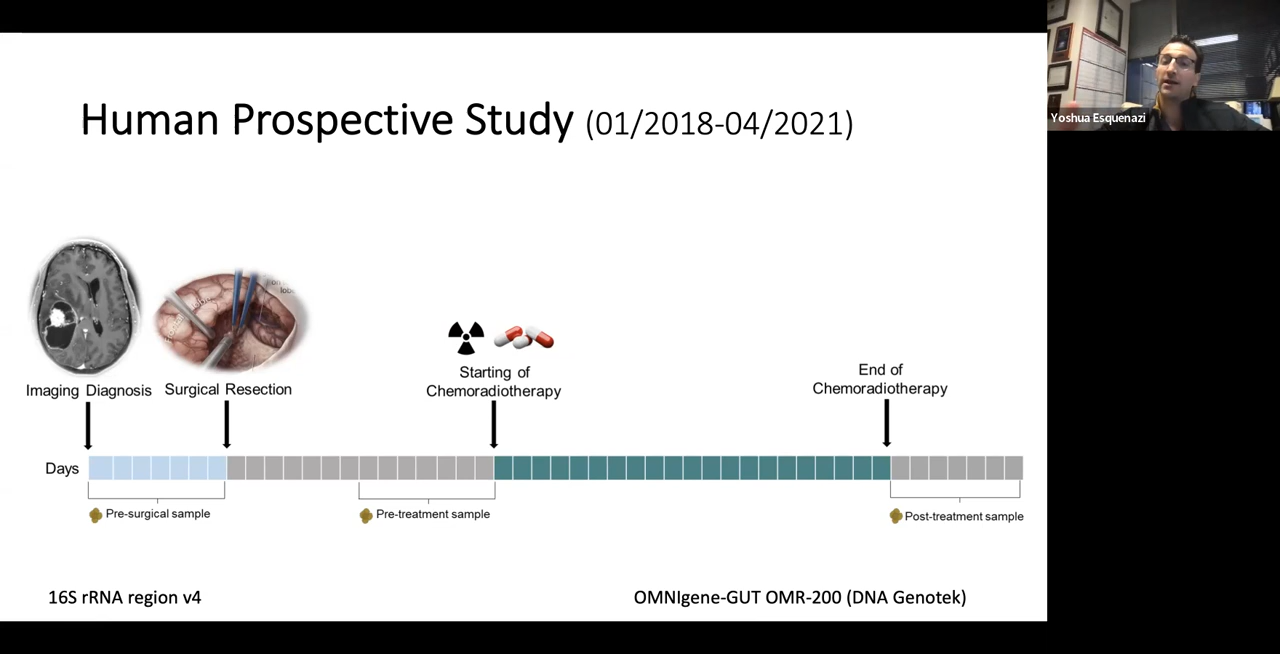 Human Prospective Study (01/2018-04/2021)
Yoshua Esquenazi
Imaging Diagnosis
Surgical Resection
Starting of
Chemoradiotherapy
End of
Chemoradiotherapy
Days
Pre-surgical sample
Pre-treatment sample
Post-treatment sample
16S rRNA region v4
OMNIgene-GUT OMR-200 (DNA Genotek)